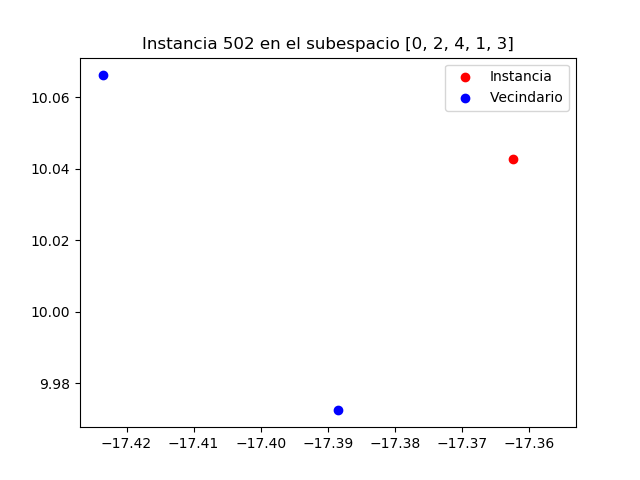 Instancia 502 en el subespacio [0, 2, 4, 1, 3]
Instancia
Vecindario
10.06
10.04
10.02
10.00
9.98
−17.42 −17.41 −17.40 −17.39 −17.38 −17.37 −17.36